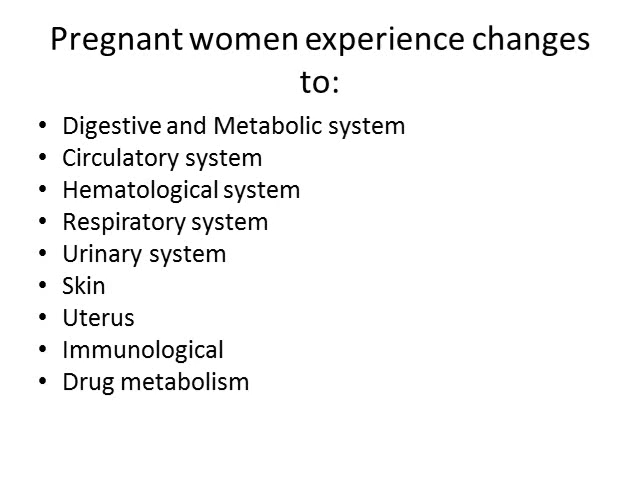 Pregnant women experience changes
to:
• Digestive and Metabolic system
• Circulatory system
• Hematological system
• Respiratory system
• Urinary system
• Skin
• Uterus
• Immunological
• Drug metabolism